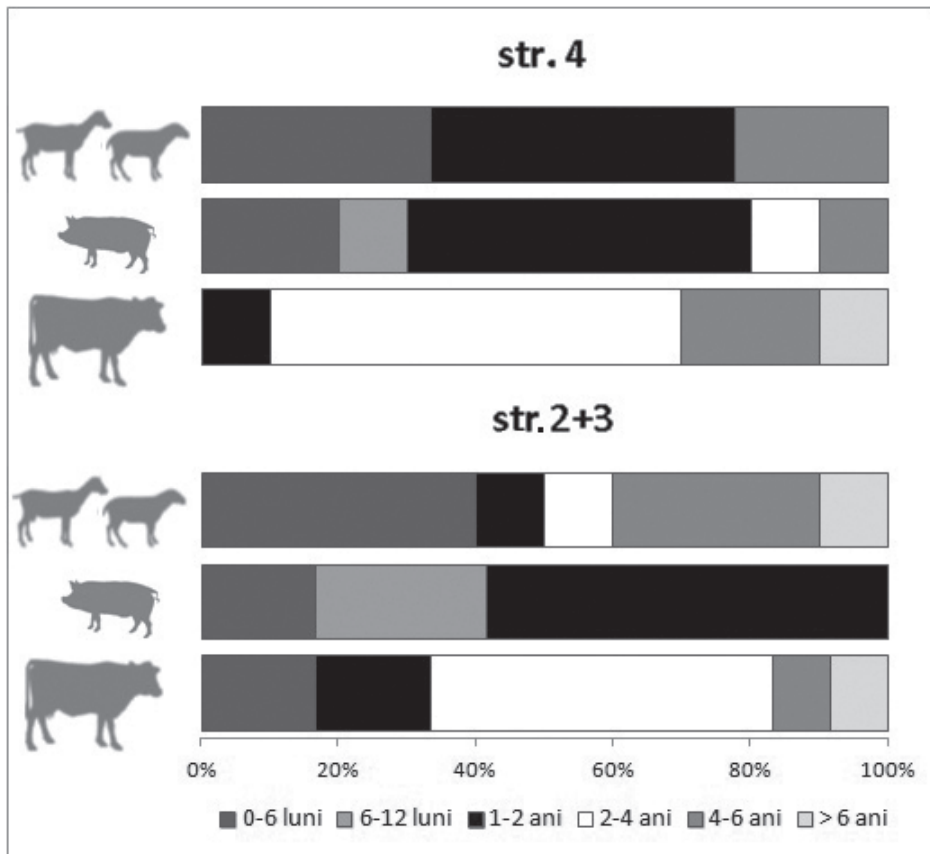 str. 4
str. 2+3
0% 20% 40% 60% 80% 100%
0-6 luni 6-12 luni 1-2 ani 2-4 ani 4-6 ani > 6 ani